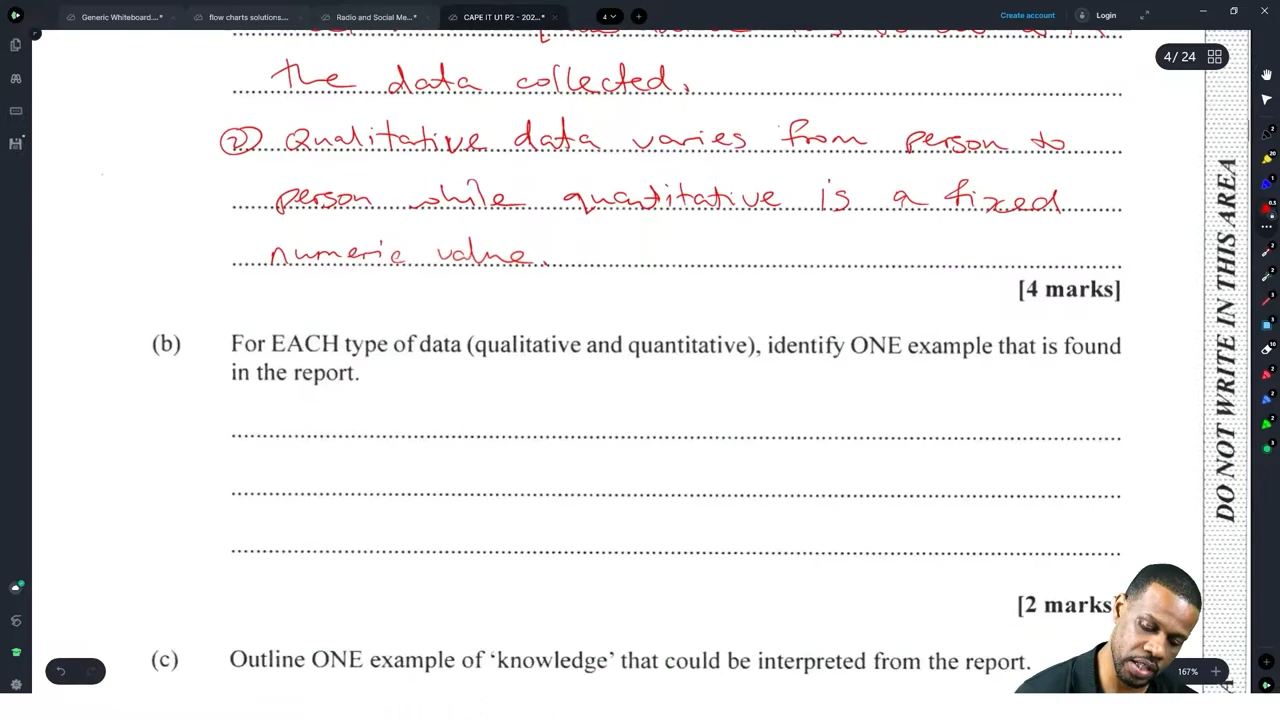 Generic Whiteboard....*
flow charts solutions....
Radio and Social Me...*
CAPE IT U1 P2 - 202...*
4
Create account
Login
4 / 24
the data collected.
② Qualitative data varies from person to
person while quantitative is a fixed
numeric value.
[4 marks]
(b) For EACH type of data (qualitative and quantitative), identify ONE example that is found
in the report.
[2 marks
(c) Outline ONE example of ‘knowledge’ that could be interpreted from the report.
167%
DO NOT WRITE IN THIS AREA